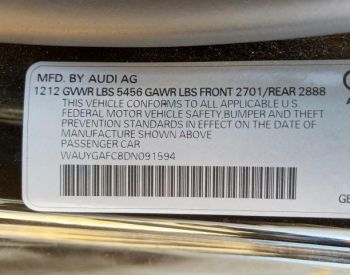 MFD. BY AUDI AG
1212 GVWR LBS 5456 GAWR LBS FRONT 2701/REAR 2888
THIS VEHICLE CONFORMS TO ALL APPLICABLE U S
FEDERAL MOTOR VEHICLE SAFETY,BUMPER AND THEFT
PREVENTION STANDARDS IN EFFECT ON THE DATE OF
MANUFACTURE SHOWN ABOVE
PASSENGER CAR
WAUYGAFC8DN091594
GE